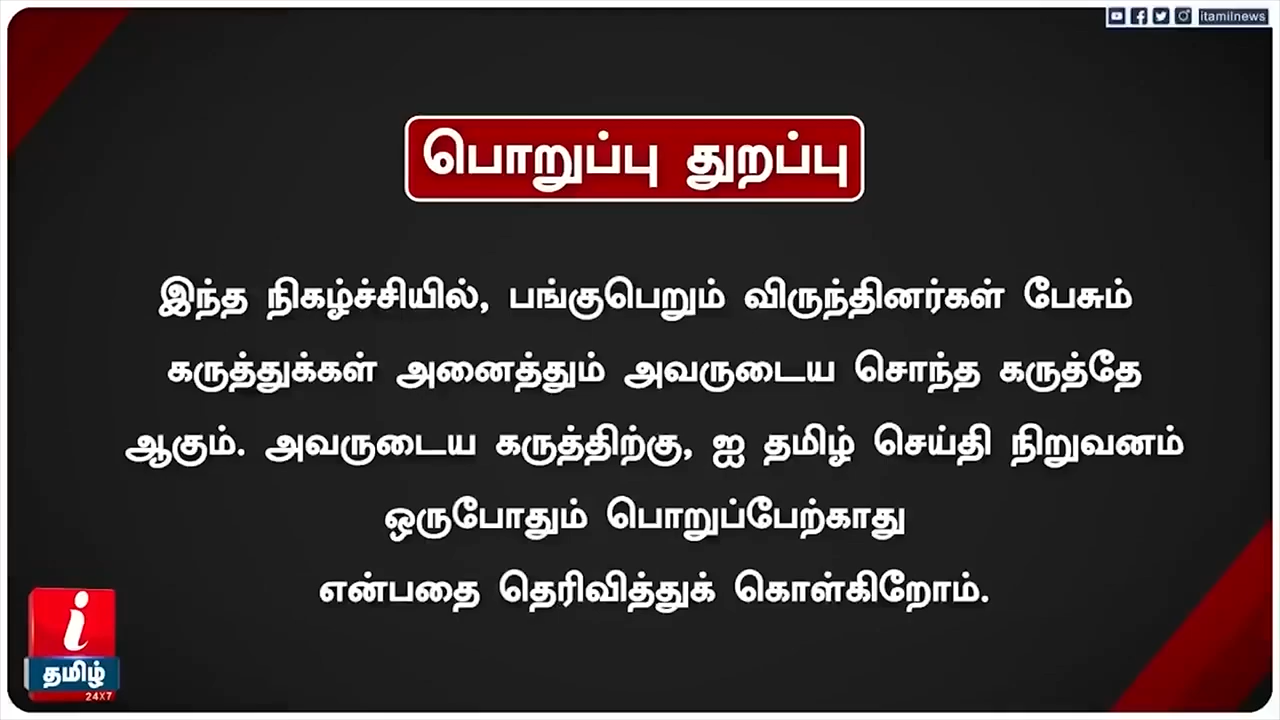 itamilnews
பொறுப்பு துறப்பு
இந்த நிகழ்ச்சியில், பங்குபெறும் விருந்தினர்கள் பேசும்
கருத்துக்கள் அனைத்தும் அவருடைய சொந்த கருத்தே
ஆகும். அவருடைய கருத்திற்கு, ஐ தமிழ் செய்தி நிறுவனம்
ஒருபோதும் பொறுப்பேற்காது
என்பதை தெரிவித்துக் கொள்கிறோம்.
i
தமிழ்
24X7